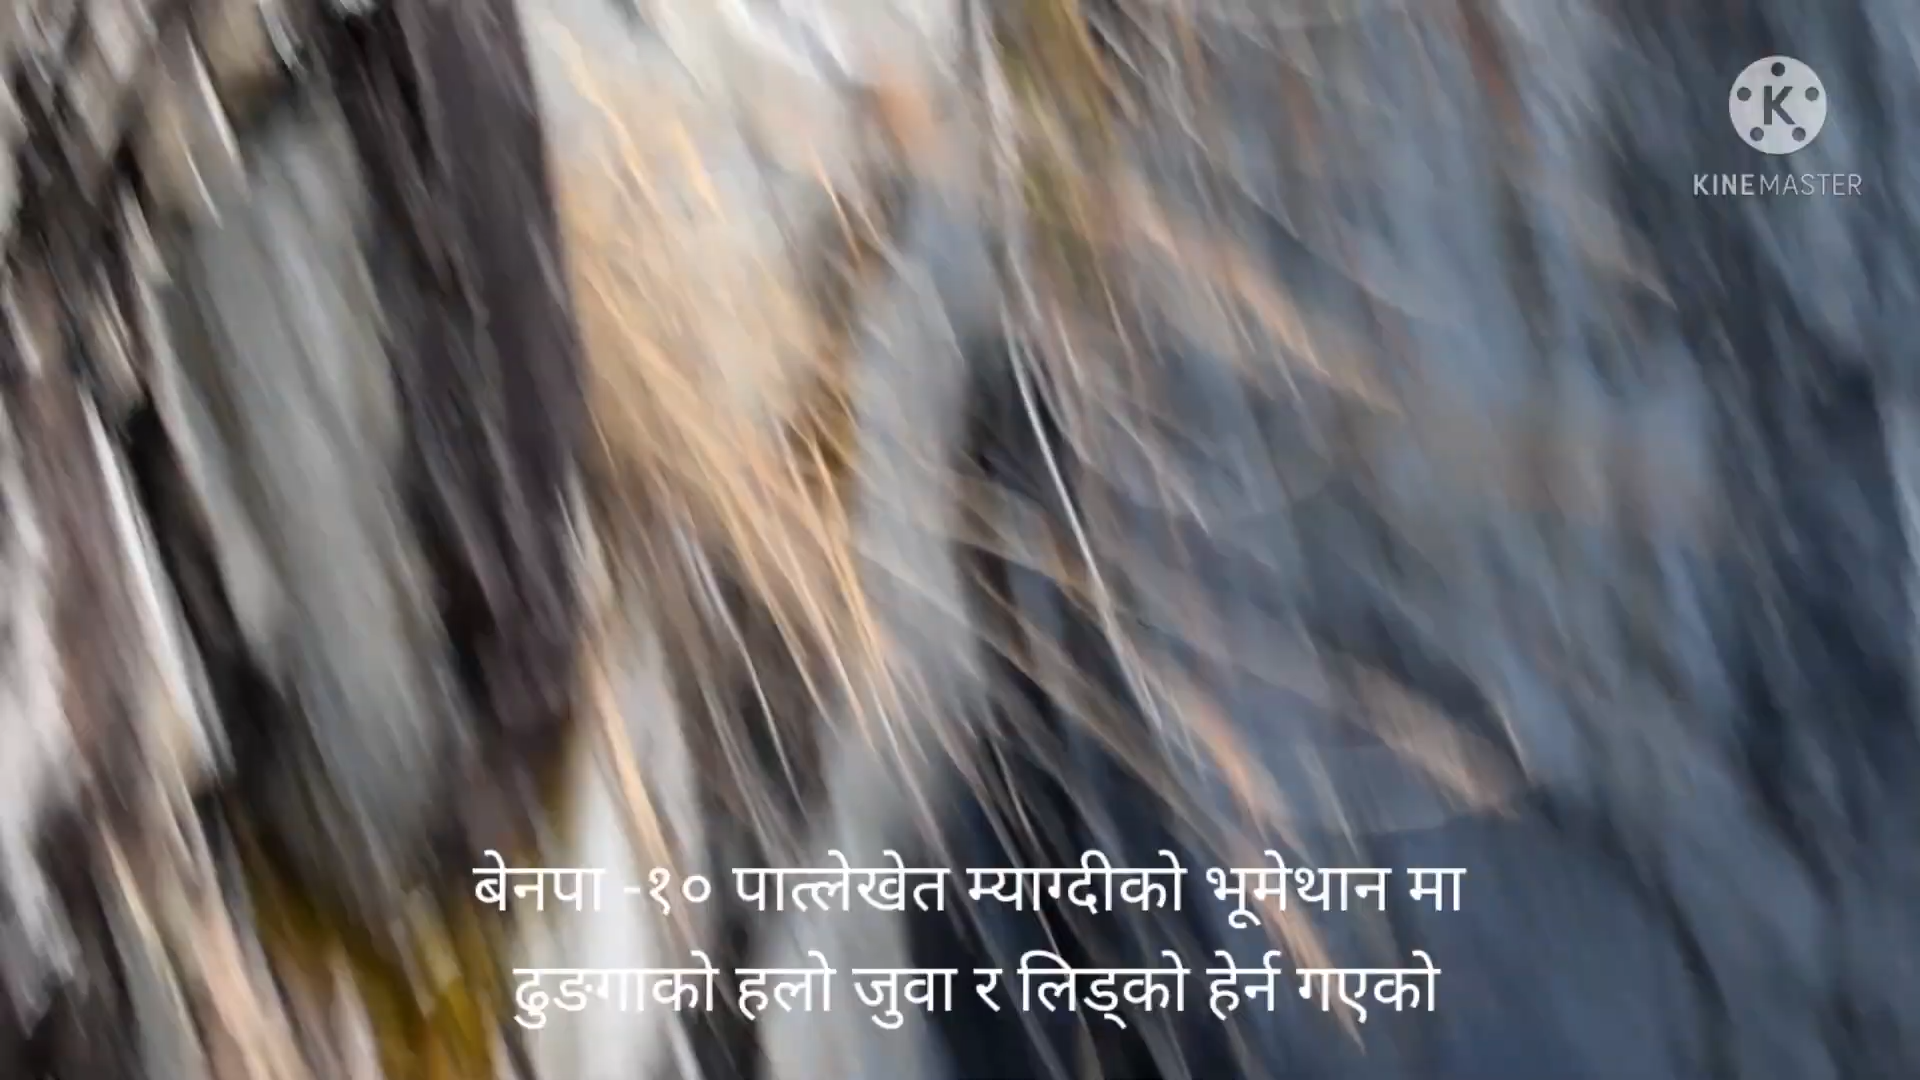 KINEMASTER
बेनपा -१० पात्लेखेत म्याग्दीको भूमेथान मा
ढुङगाको हलो जुवा र लिड्को हेर्न गएको